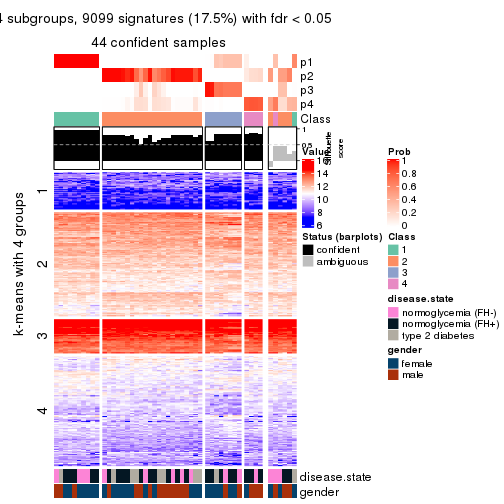 4 subgroups, 9099 signatures (17.5%) with fdr < 0.05
44 confident samples
p1
p2
p3
p4
Class
1
0.5
0
Silhouette
score
k-means with 4 groups
1
2
3
4
disease.state
gender
Value
16
14
12
10
8
6
Status (barplots)
confident
ambiguous
Prob
1
0.8
0.6
0.4
0.2
0
Class
1
2
3
4
disease.state
normoglycemia (FH-)
normoglycemia (FH+)
type 2 diabetes
gender
female
male